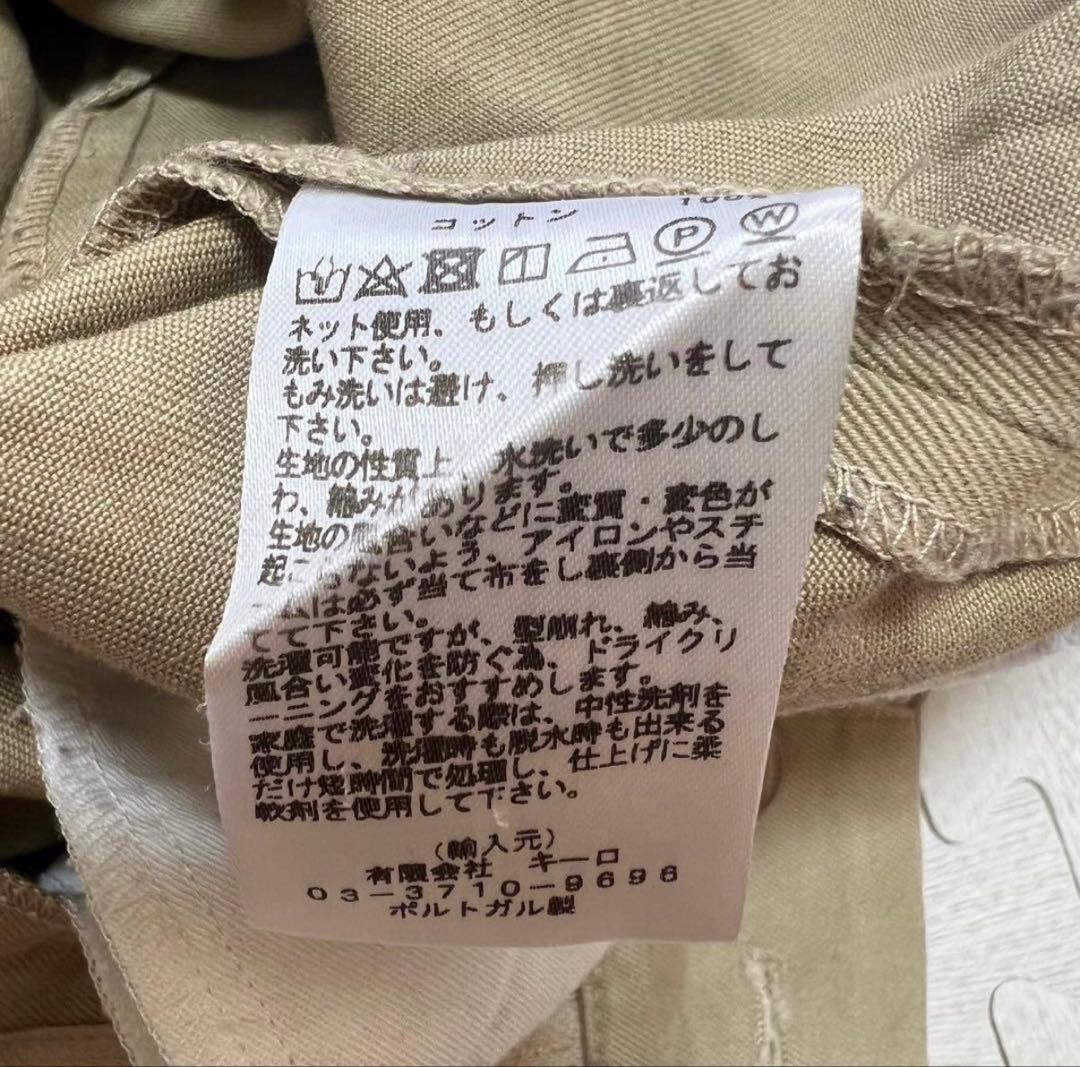 コットン 100%
P W
ネット使用、もしくは裏返してお
洗い下さい。
もみ洗いは避け、押し洗いをして
下さい。
生地の性質上、水洗いで多少のし
わ、縮みがあります。
生地の風合いなどに変質・変色が
起こらないよう、アイロンやスチ
ームは必ず当て布をし裏側から当
てて下さい。
洗濯可能ですが、型崩れ、縮み、
風合い変化を防ぐ為、ドライクリ
ーニングをおすすめします。
家庭で洗濯する際は、中性洗剤を
使用し、洗濯時も脱水時も出来る
だけ短時間で処理し、仕上げに柔
軟剤を使用して下さい。
（輸入元）
有限会社 キーロ
03-3710-9696
ポルトガル製